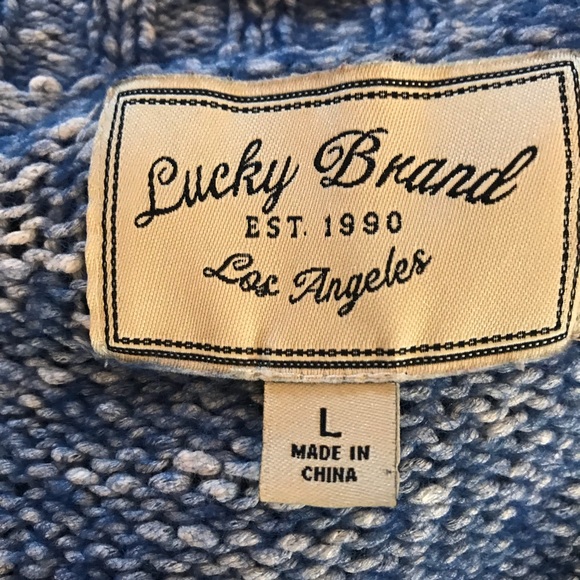 Lucky Brand
EST. 1990
Los Angeles
L
MADE IN
CHINA